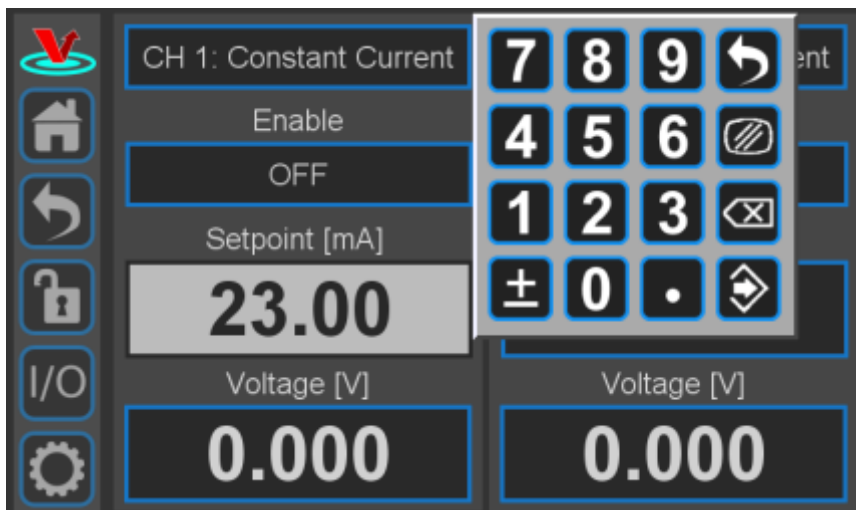 CH 1: Constant Current
ent
Enable
OFF
Setpoint [mA]
23.00
Voltage [V]
0.000
Voltage [V]
0.000
7 8 9
4 5 6
1 2 3
± 0 .
I/O